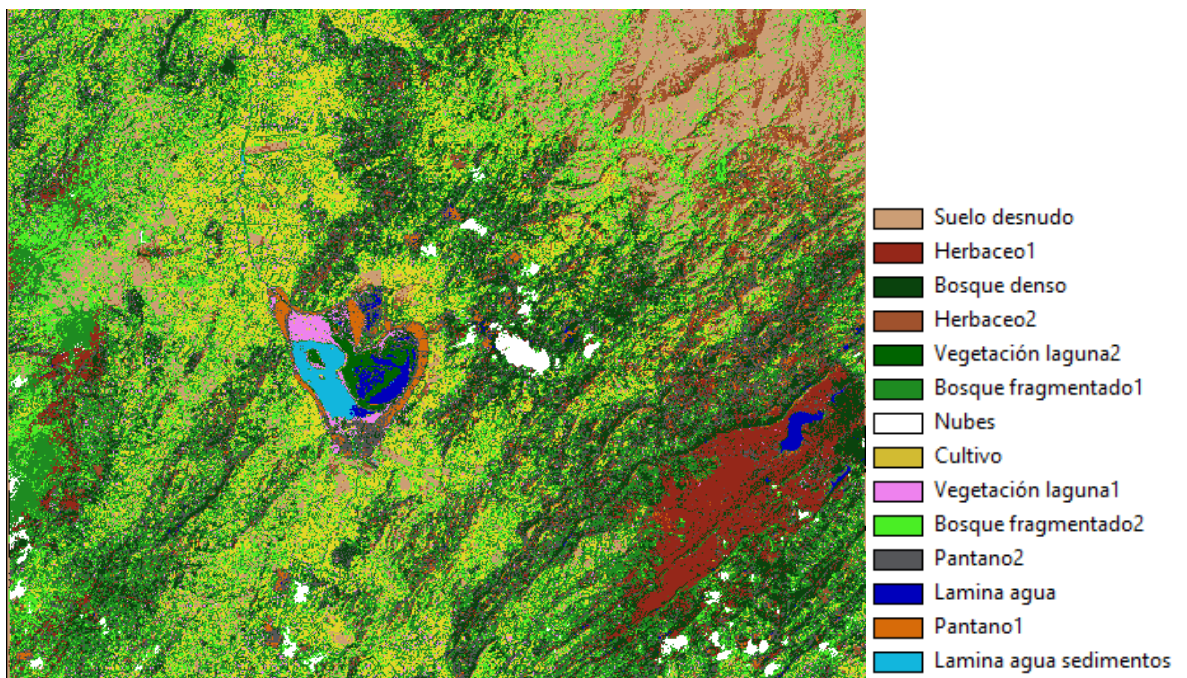 Suelo desnudo
Herbaceo1
Bosque denso
Herbaceo2
Vegetación laguna2
Bosque fragmentado1
Nubes
Cultivo
Vegetación laguna1
Bosque fragmentado2
Pantano2
Lamina agua
Pantano1
Lamina agua sedimentos